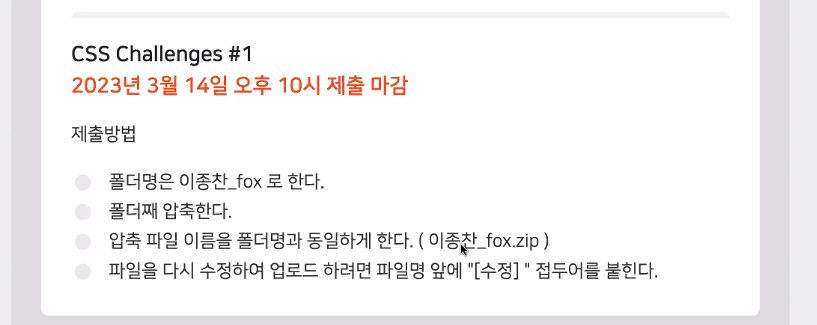 CSS Challenges #1
2023년 3월 14일 오후 10시 제출 마감
제출방법
폴더명은 이종찬_fox 로 한다.
폴더째 압축한다.
압축 파일 이름을 폴더명과 동일하게 한다. ( 이종찬_fox.zip )
파일을 다시 수정하여 업로드 하려면 파일명 앞에 "[수정] " 접두어를 붙힌다.